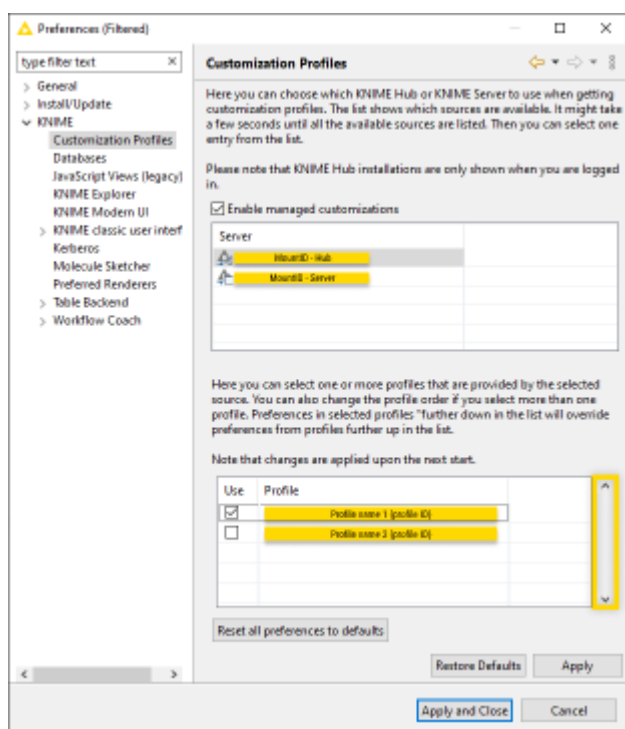 Preferences (Filtered)
type filter text
General
Install/Update
KNIME
Customization Profiles
Databases
JavaScript Views (legacy)
KNIME Explorer
KNIME Modern UI
KNIME classic user interf
Kerberos
Molecule Sketcher
Preferred Renderers
Table Backend
Workflow Coach
Customization Profiles
Here you can choose which KNIME Hub or KNIME Server to use when getting
customization profiles. The list shows which sources are available. It might take
a few seconds until all the available sources are listed. Then you can select one
entry from the list.
Please note that KNIME Hub installations are only shown when you are logged
in.
Enable managed customizations
Server
MountID - Hub
MountID - Server
Here you can select one or more profiles that are provided by the selected
source. You can also change the profile order if you select more than one
profile. Preferences in selected profiles "further down in the list will override
preferences from profiles further up in the list.
Note that changes are applied upon the next start.
Use Profile
Profile name 1 (profile ID)
Profile name 2 (profile ID)
Reset all preferences to defaults
Restore Defaults
Apply
Apply and Close
Cancel